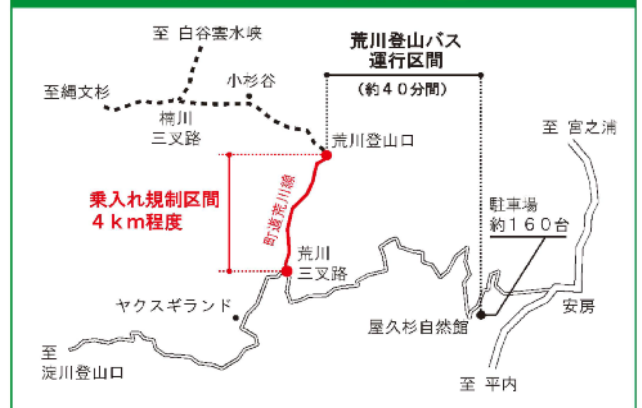 至 白谷雲水峡
荒川登山バス
運行区間
(約40分間)
小杉谷
至縄文杉
楠川
三叉路
荒川登山口
至 宮之浦
乗入れ規制区間
4km程度
町道荒川線
駐車場
約160台
荒川
三叉路
ヤクスギランド
屋久杉自然館
安房
至
淀川登山口
至 平内